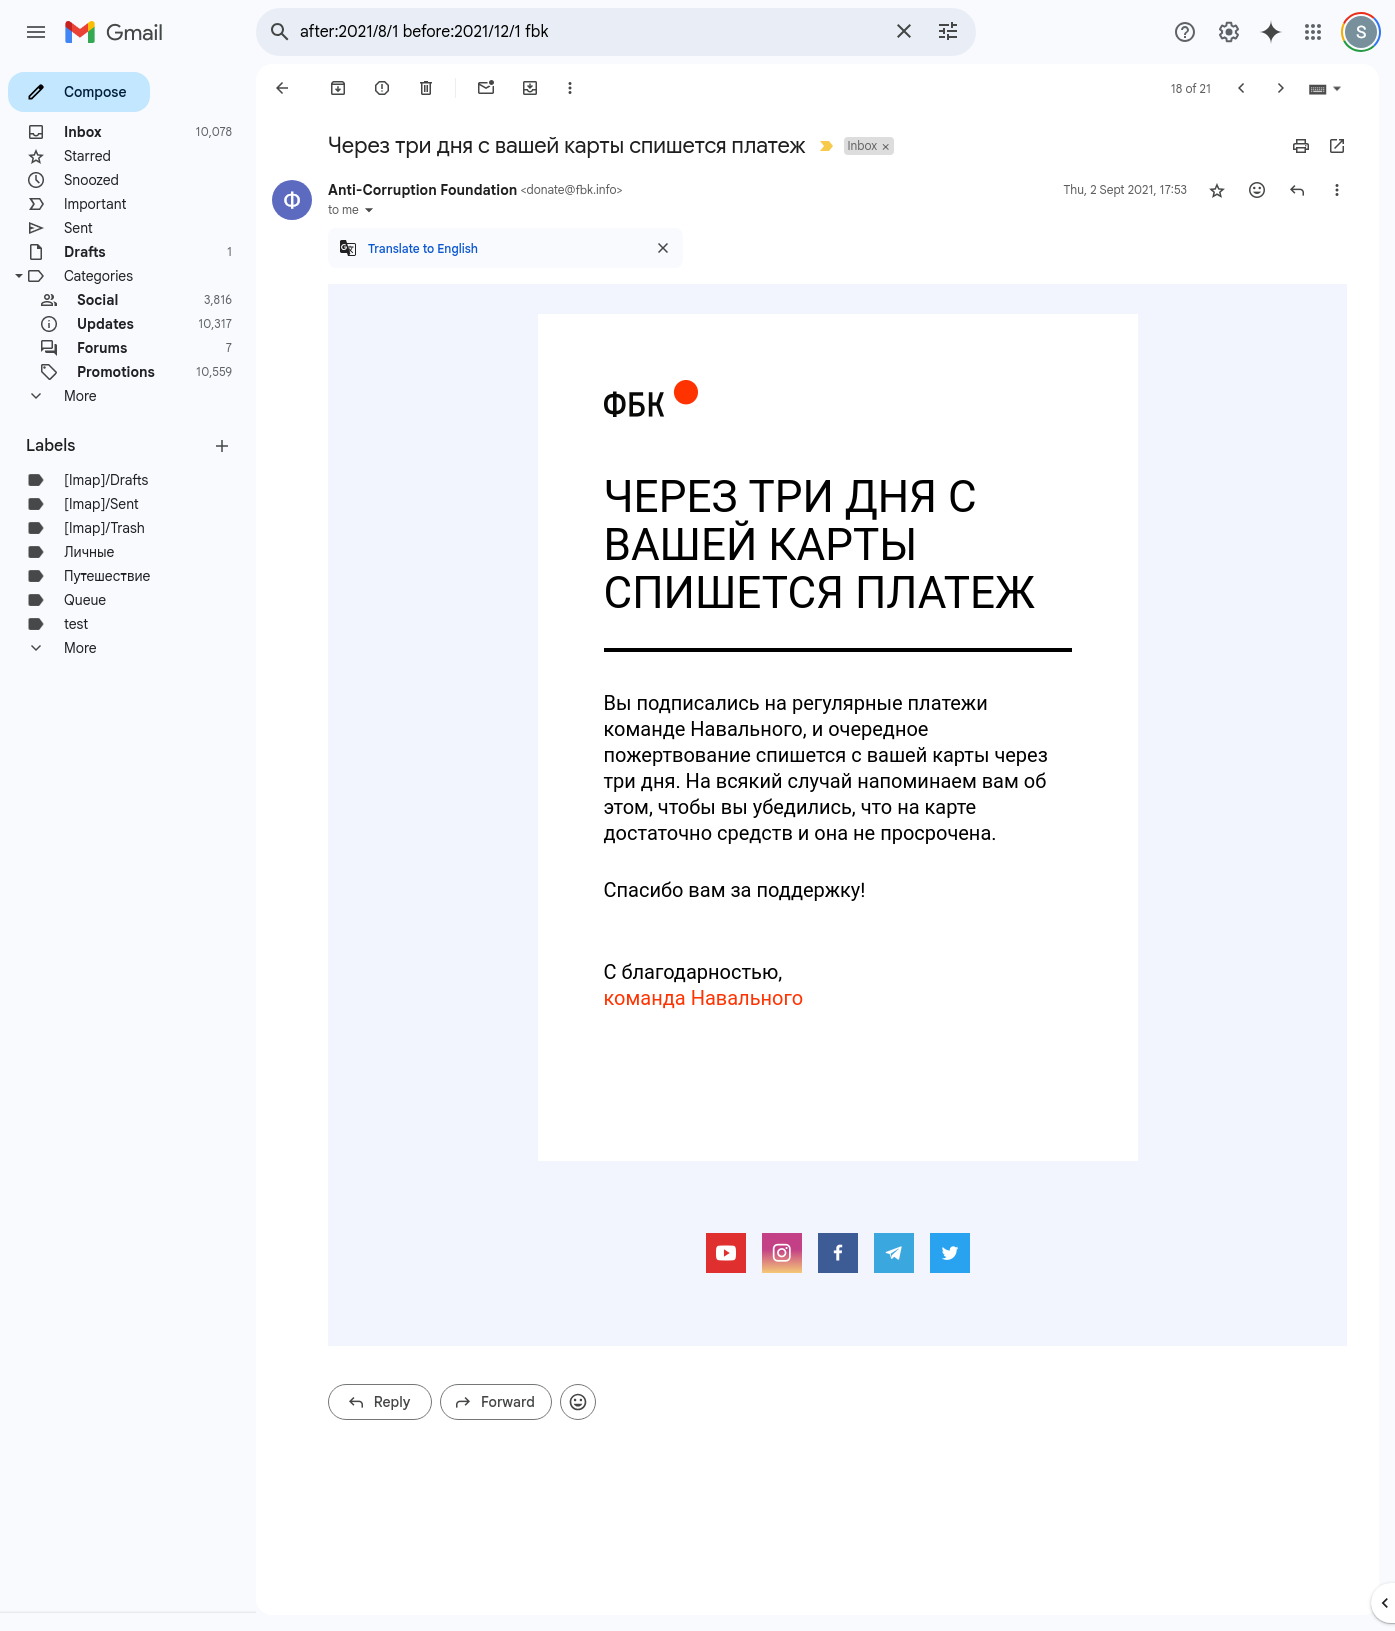 Gmail
after:2021/8/1 before:2021/12/1 fbk
S
Compose
18 of 21
Inbox 10,078
Starred
Snoozed
Important
Sent
Drafts 1
Categories
Social 3,816
Updates 10,317
Forums 7
Promotions 10,559
More
Labels
[Imap]/Drafts
[Imap]/Sent
[Imap]/Trash
Личные
Путешествие
Queue
test
More
Через три дня с вашей карты спишется платеж
Inbox ×
Ф
Anti-Corruption Foundation <donate@fbk.info>
Thu, 2 Sept 2021, 17:53
to me
Translate to English
ФБК
ЧЕРЕЗ ТРИ ДНЯ С
ВАШЕЙ КАРТЫ
СПИШЕТСЯ ПЛАТЕЖ
Вы подписались на регулярные платежи
команде Навального, и очередное
пожертвование спишется с вашей карты через
три дня. На всякий случай напоминаем вам об
этом, чтобы вы убедились, что на карте
достаточно средств и она не просрочена.
Спасибо вам за поддержку!
С благодарностью,
команда Навального
Reply
Forward